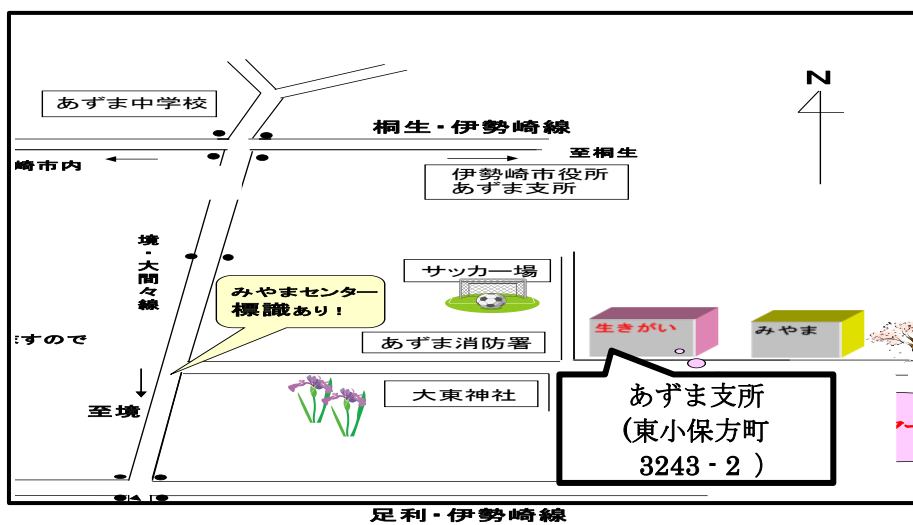 N
あずま中学校
桐生・伊勢崎線
至桐生
崎市内
伊勢崎市役所
あずま支所
境・大間々線
サッカー場
みやまセンター
標識あり！
生きがい
みやま
ますので
あずま消防署
至境
大東神社
あずま支所
(東小保方町
3243‐2 )
足利・伊勢崎線